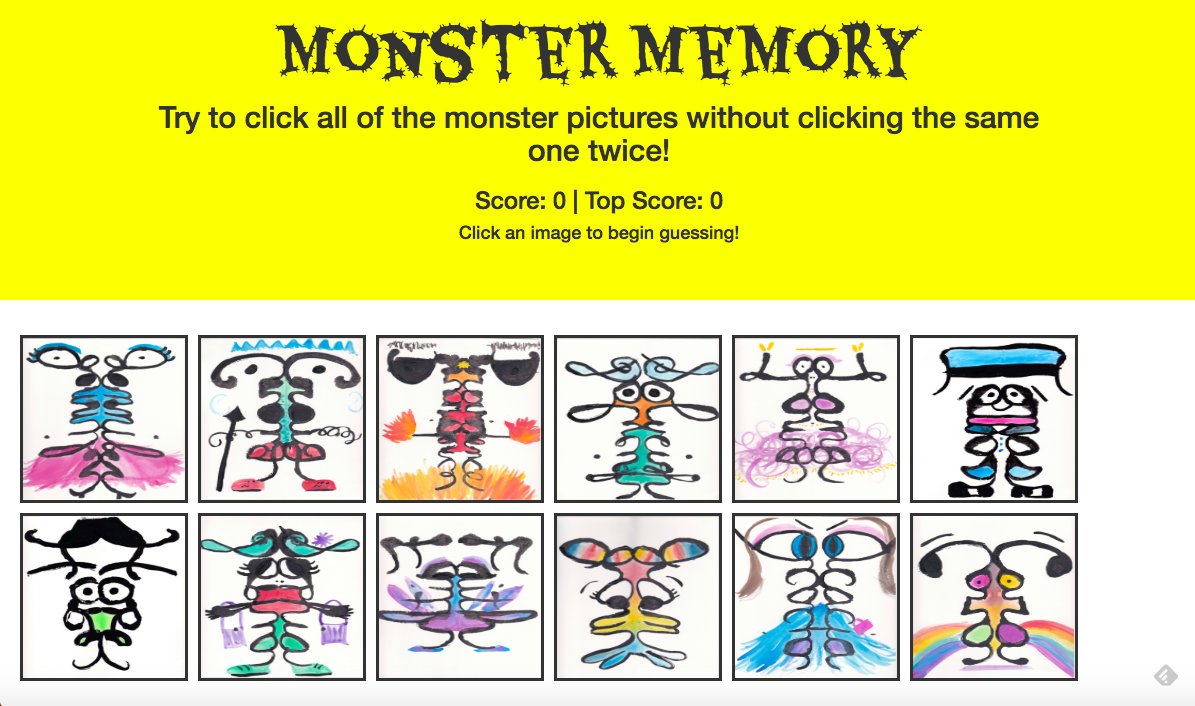 MONSTER MEMORY
Try to click all of the monster pictures without clicking the same
one twice!
Score: 0 | Top Score: 0
Click an image to begin guessing!